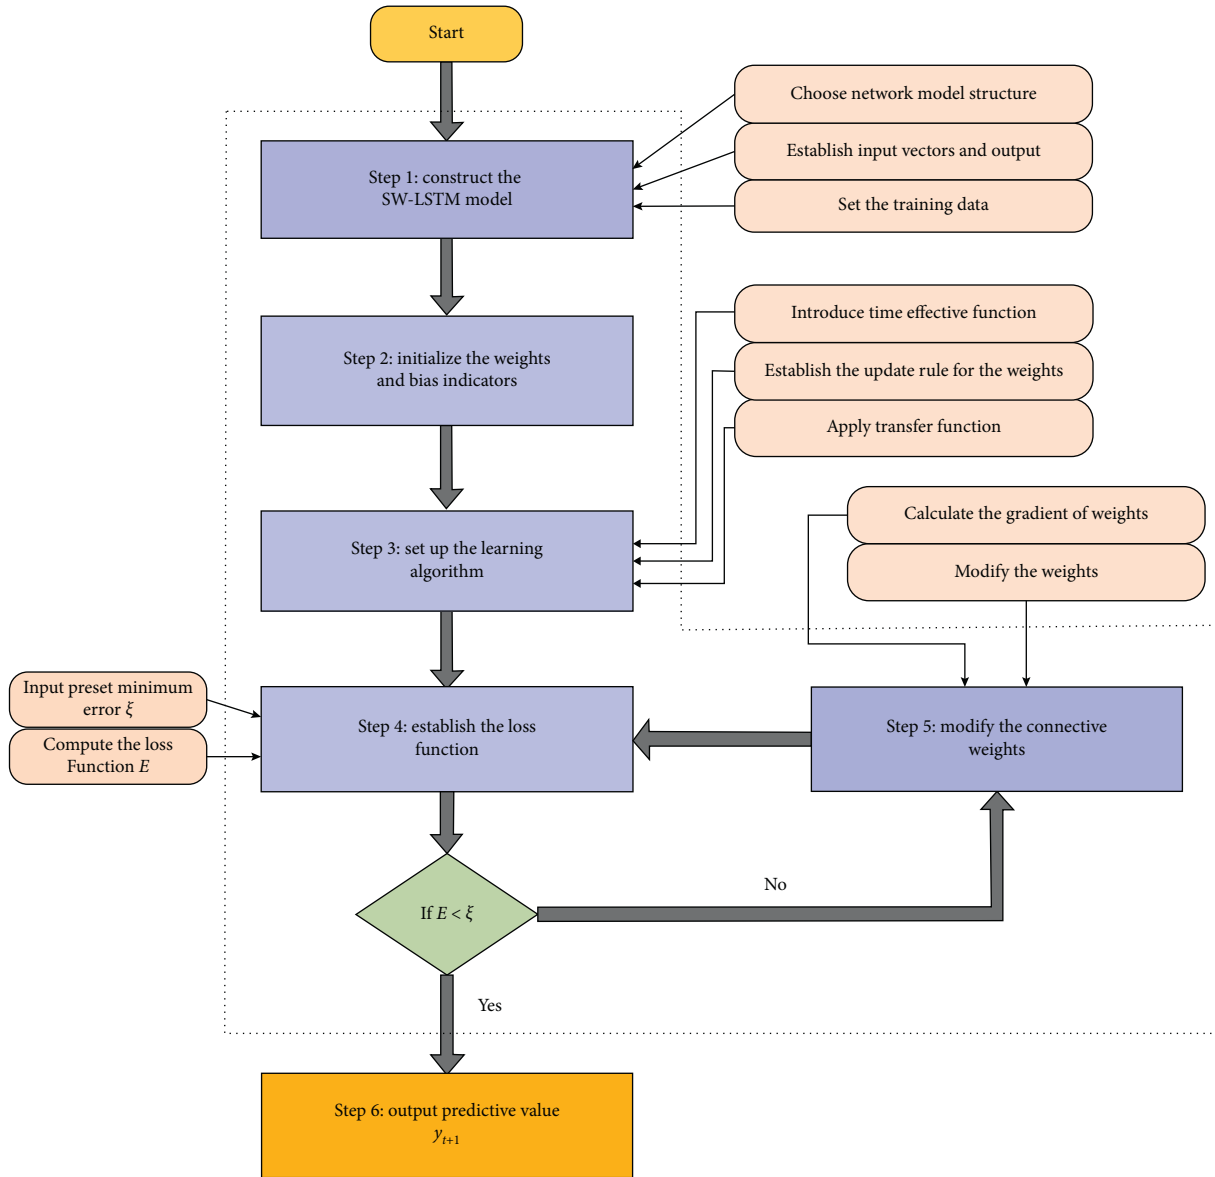 Start
Choose network model structure
Establish input vectors and output
Set the training data
Step 1: construct the
SW-LSTM model
Step 2: initialize the weights
and bias indicators
Introduce time effective function
Establish the update rule for the weights
Apply transfer function
Step 3: set up the learning
algorithm
Calculate the gradient of weights
Modify the weights
Input preset minimum
error ξ
Compute the loss
Function E
Step 4: establish the loss
function
Step 5: modify the connective
weights
If E < ξ
No
Yes
Step 6: output predictive value
y_{t+1}